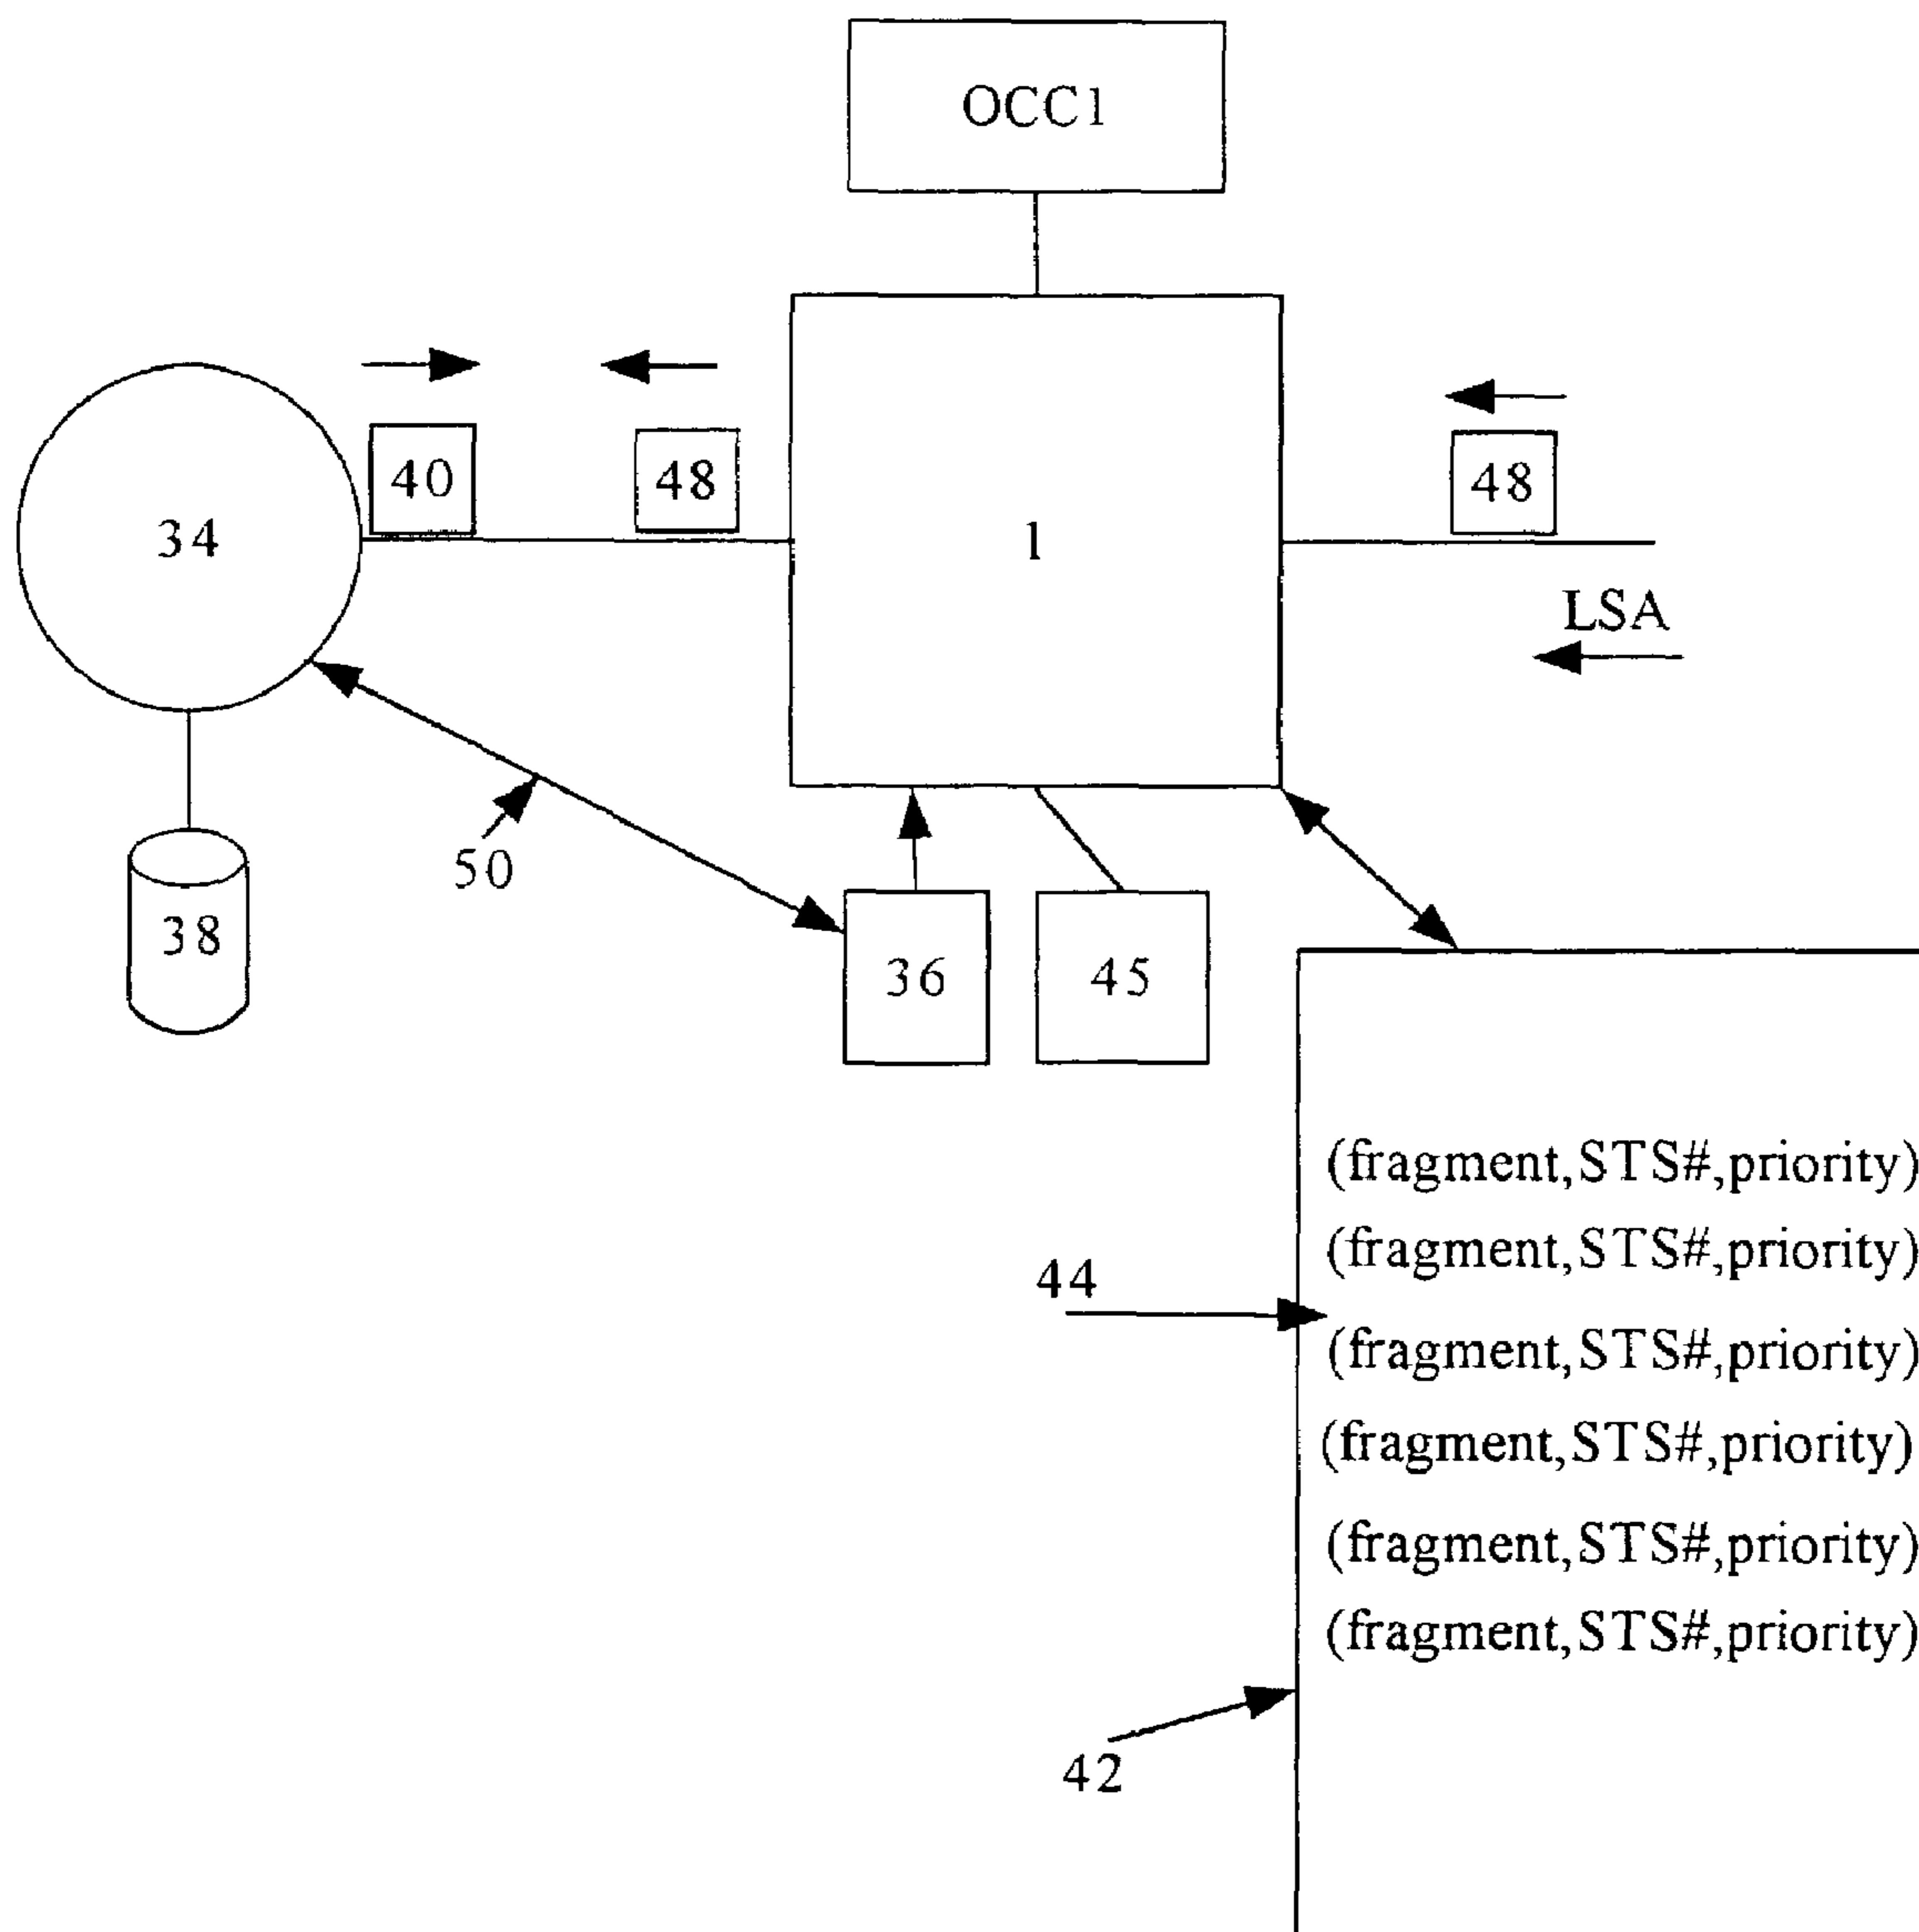 OCC1
40
48
48
34
1
LSA
50
38
36
45
(fragment,STS#,priority)
(fragment,STS#,priority)
44
(fragment,STS#,priority)
(fragment,STS#,priority)
(fragment,STS#,priority)
(fragment,STS#,priority)
42